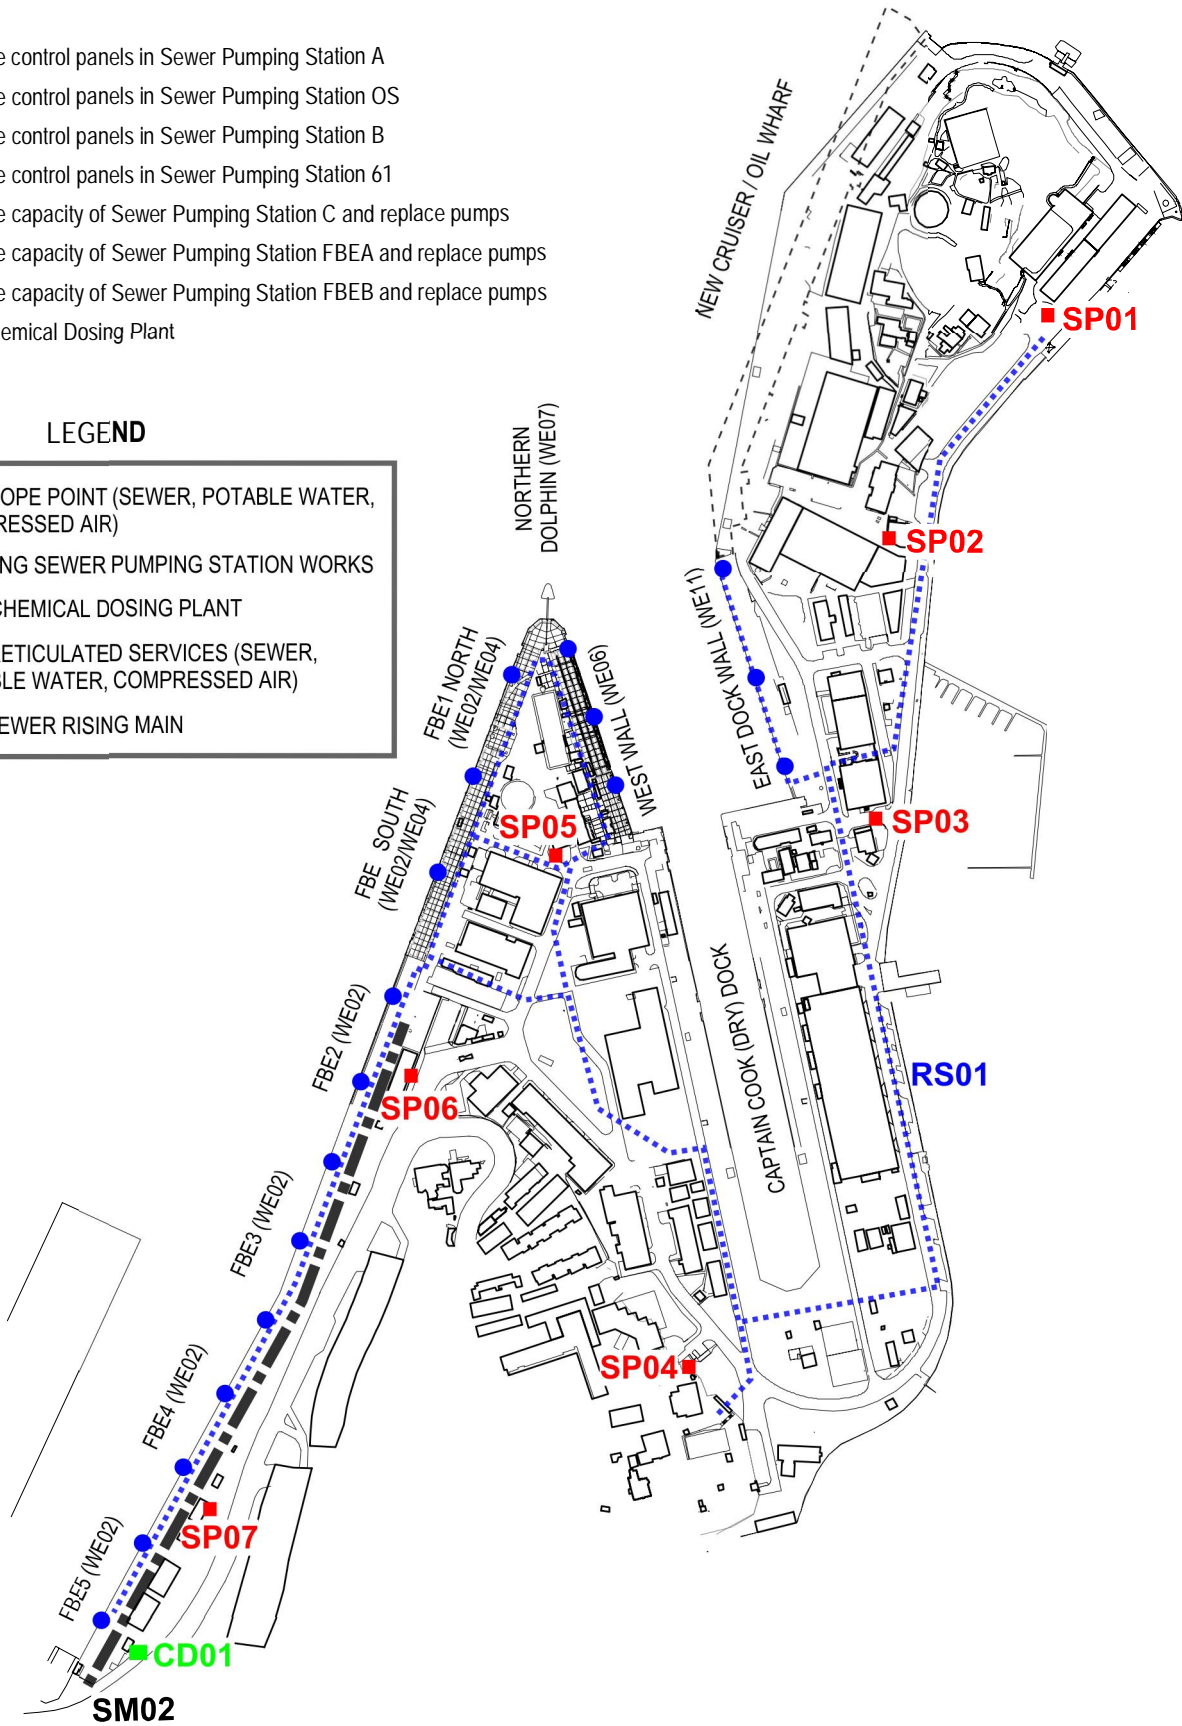 e control panels in Sewer Pumping Station A
e control panels in Sewer Pumping Station OS
e control panels in Sewer Pumping Station B
e control panels in Sewer Pumping Station 61
e capacity of Sewer Pumping Station C and replace pumps
e capacity of Sewer Pumping Station FBEA and replace pumps
e capacity of Sewer Pumping Station FBEB and replace pumps
emical Dosing Plant
LEGEND
OPE POINT (SEWER, POTABLE WATER,
RESSED AIR)
NG SEWER PUMPING STATION WORKS
CHEMICAL DOSING PLANT
ETICULATED SERVICES (SEWER,
BLE WATER, COMPRESSED AIR)
EWER RISING MAIN
NEW CRUISER / OIL WHARF
SP01
NORTHERN
DOLPHIN (WE07)
SP02
EAST DOCK WALL (WE11)
FBE1 NORTH
(WE02/WE04)
WEST WALL (WE06)
SP03
SP05
FBE SOUTH
(WE02/WE04)
CAPTAIN COOK (DRY) DOCK
FBE2 (WE02)
RS01
SP06
FBE3 (WE02)
SP04
FBE4 (WE02)
SP07
FBE5 (WE02)
CD01
SM02